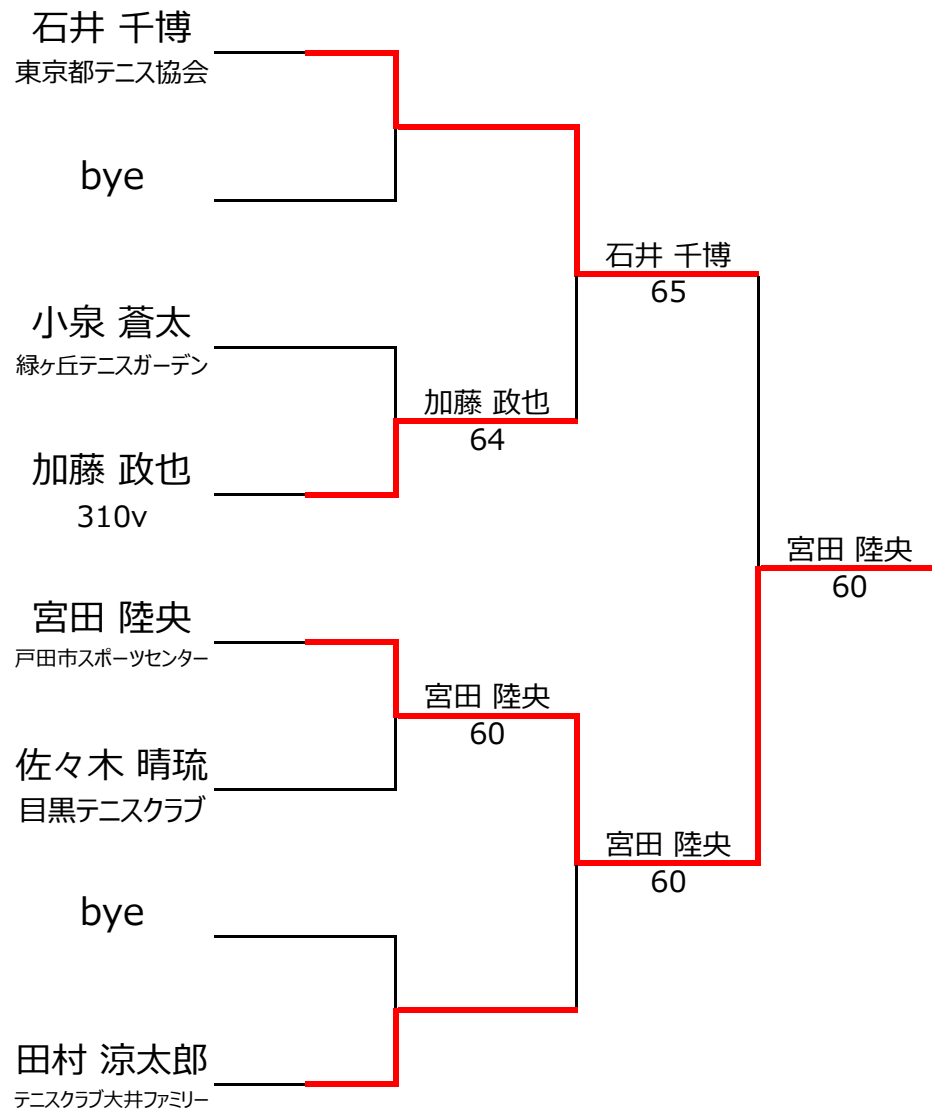 石井 千博
東京都テニス協会
bye
石井 千博
65
小泉 蒼太
緑ヶ丘テニスガーデン
加藤 政也
64
加藤 政也
310v
宮田 陸央
60
宮田 陸央
戸田市スポーツセンター
宮田 陸央
60
佐々木 晴琉
目黒テニスクラブ
宮田 陸央
60
bye
田村 涼太郎
テニスクラブ大井ファミリー